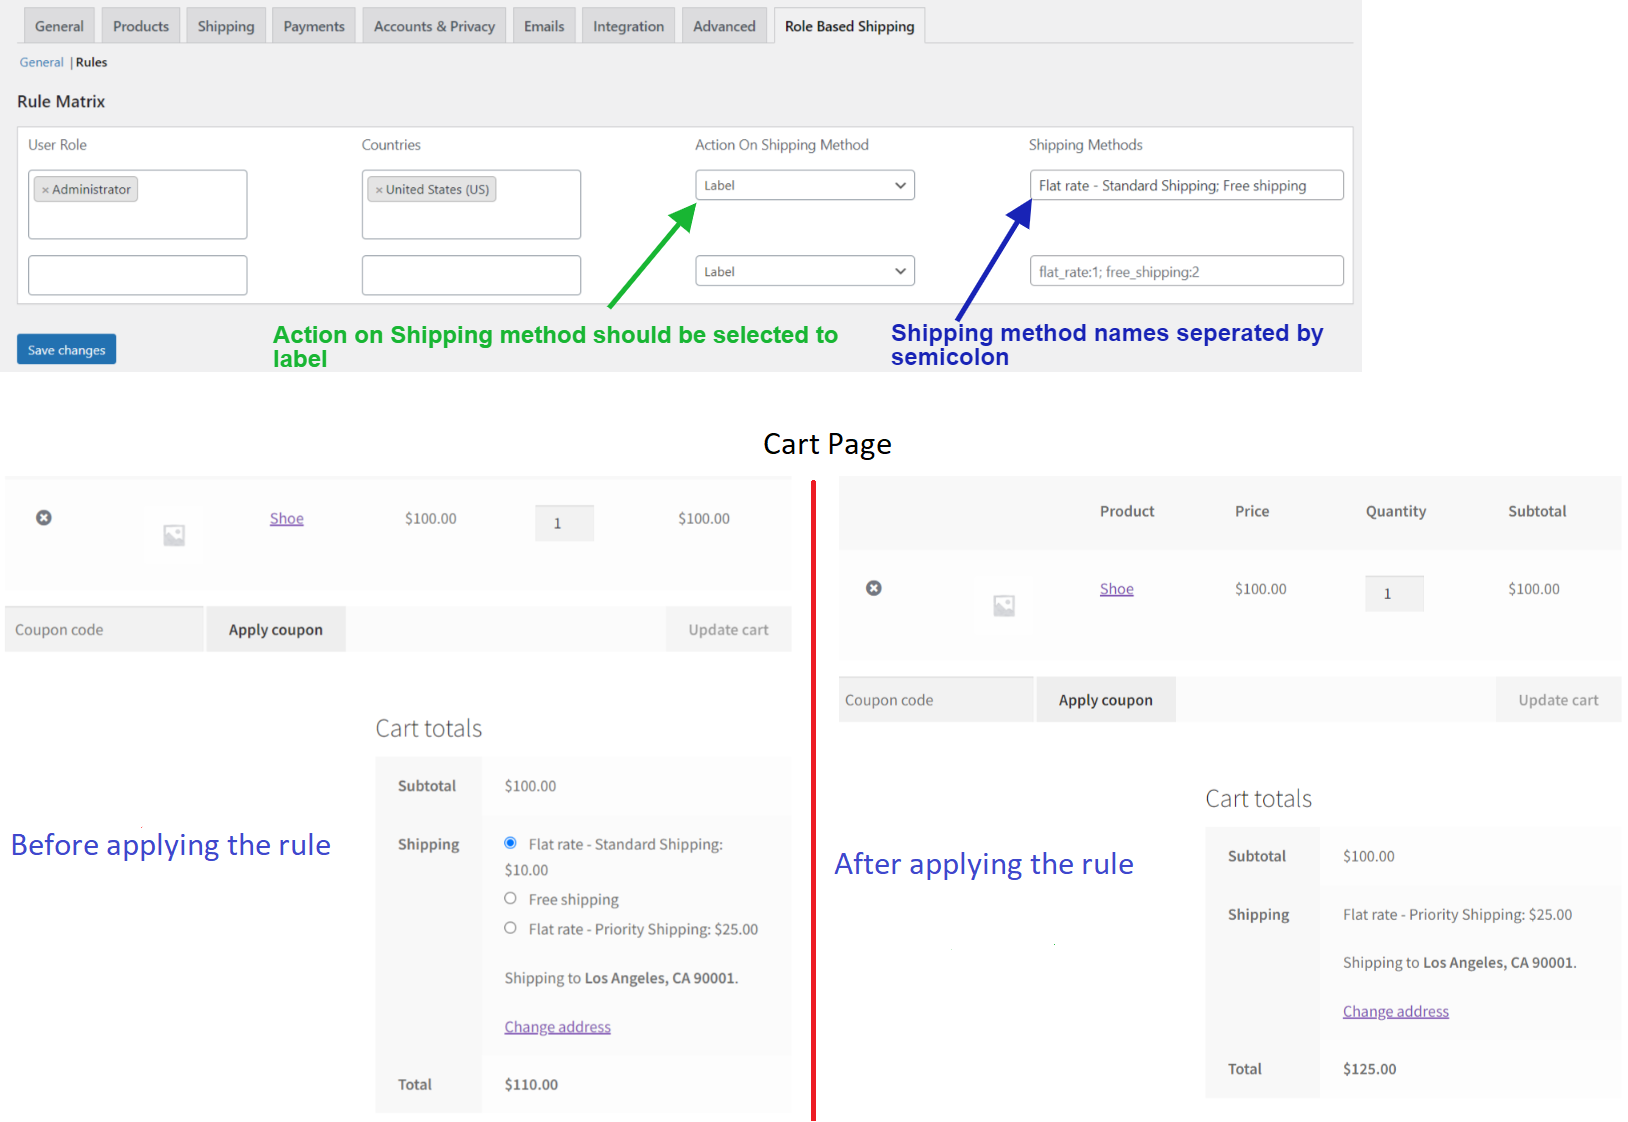 General Products Shipping Payments Accounts & Privacy Emails Integration Advanced Role Based Shipping
General | Rules
Rule Matrix
User Role Countries Action On Shipping Method Shipping Methods
× Administrator × United States (US) Label Flat rate - Standard Shipping; Free shipping
Label flat_rate:1; free_shipping:2
Action on Shipping method should be selected to
label
Shipping method names seperated by
semicolon
Save changes
Cart Page
Shoe $100.00 1 $100.00
Coupon code Apply coupon Update cart
Cart totals
Subtotal $100.00
Before applying the rule
Shipping Flat rate - Standard Shipping:
$10.00
Free shipping
Flat rate - Priority Shipping: $25.00
Shipping to Los Angeles, CA 90001.
Change address
Total $110.00
Product Price Quantity Subtotal
Shoe $100.00 1 $100.00
Coupon code Apply coupon Update cart
Cart totals
Subtotal $100.00
After applying the rule
Shipping Flat rate - Priority Shipping: $25.00
Shipping to Los Angeles, CA 90001.
Change address
Total $125.00